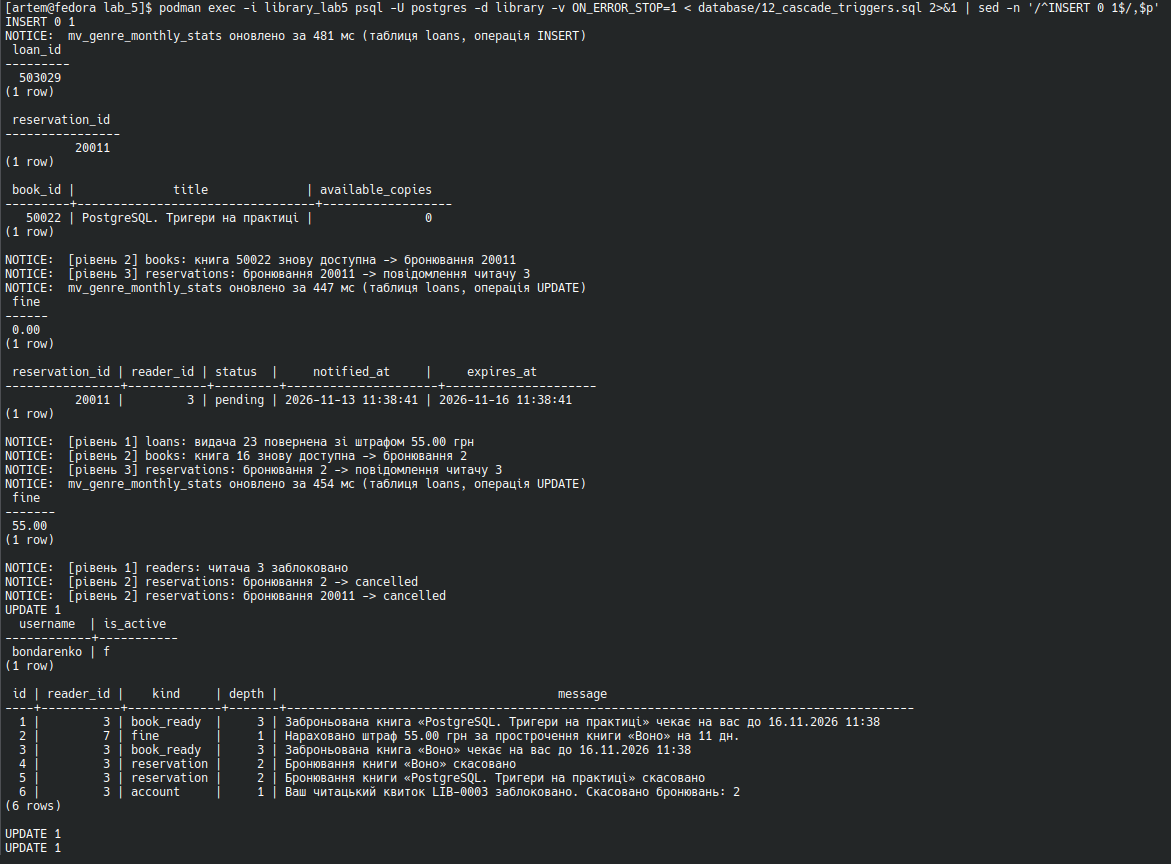 [artem@fedora lab_5]$ podman exec -i library_lab5 psql -U postgres -d library -v ON_ERROR_STOP=1 < database/12_cascade_triggers.sql 2>&1 | sed -n '/^INSERT 0 1$/,$p'
INSERT 0 1
NOTICE:  mv_genre_monthly_stats оновлено за 481 мс (таблиця loans, операція INSERT)
 loan_id
---------
  503029
(1 row)

 reservation_id
----------------
          20011
(1 row)

 book_id |              title              | available_copies
---------+---------------------------------+------------------
   50022 | PostgreSQL. Тригери на практиці |                0
(1 row)

NOTICE:  [рівень 2] books: книга 50022 знову доступна -> бронювання 20011
NOTICE:  [рівень 3] reservations: бронювання 20011 -> повідомлення читачу 3
NOTICE:  mv_genre_monthly_stats оновлено за 447 мс (таблиця loans, операція UPDATE)
 fine
------
 0.00
(1 row)

 reservation_id | reader_id | status  |     notified_at     |     expires_at
----------------+-----------+---------+---------------------+---------------------
          20011 |         3 | pending | 2026-11-13 11:38:41 | 2026-11-16 11:38:41
(1 row)

NOTICE:  [рівень 1] loans: видача 23 повернена зі штрафом 55.00 грн
NOTICE:  [рівень 2] books: книга 16 знову доступна -> бронювання 2
NOTICE:  [рівень 3] reservations: бронювання 2 -> повідомлення читачу 3
NOTICE:  mv_genre_monthly_stats оновлено за 454 мс (таблиця loans, операція UPDATE)
 fine
-------
 55.00
(1 row)

NOTICE:  [рівень 1] readers: читача 3 заблоковано
NOTICE:  [рівень 2] reservations: бронювання 2 -> cancelled
NOTICE:  [рівень 2] reservations: бронювання 20011 -> cancelled
UPDATE 1
  username  | is_active
------------+-----------
 bondarenko | f
(1 row)

 id | reader_id |    kind     | depth |                                        message
----+-----------+-------------+-------+------------------------------------------------------------------------------------------
  1 |         3 | book_ready  |     3 | Заброньована книга «PostgreSQL. Тригери на практиці» чекає на вас до 16.11.2026 11:38
  2 |         7 | fine        |     1 | Нараховано штраф 55.00 грн за прострочення книги «Воно» на 11 дн.
  3 |         3 | book_ready  |     3 | Заброньована книга «Воно» чекає на вас до 16.11.2026 11:38
  4 |         3 | reservation |     2 | Бронювання книги «Воно» скасовано
  5 |         3 | reservation |     2 | Бронювання книги «PostgreSQL. Тригери на практиці» скасовано
  6 |         3 | account     |     1 | Ваш читацький квиток LIB-0003 заблоковано. Скасовано бронювань: 2
(6 rows)

UPDATE 1
UPDATE 1